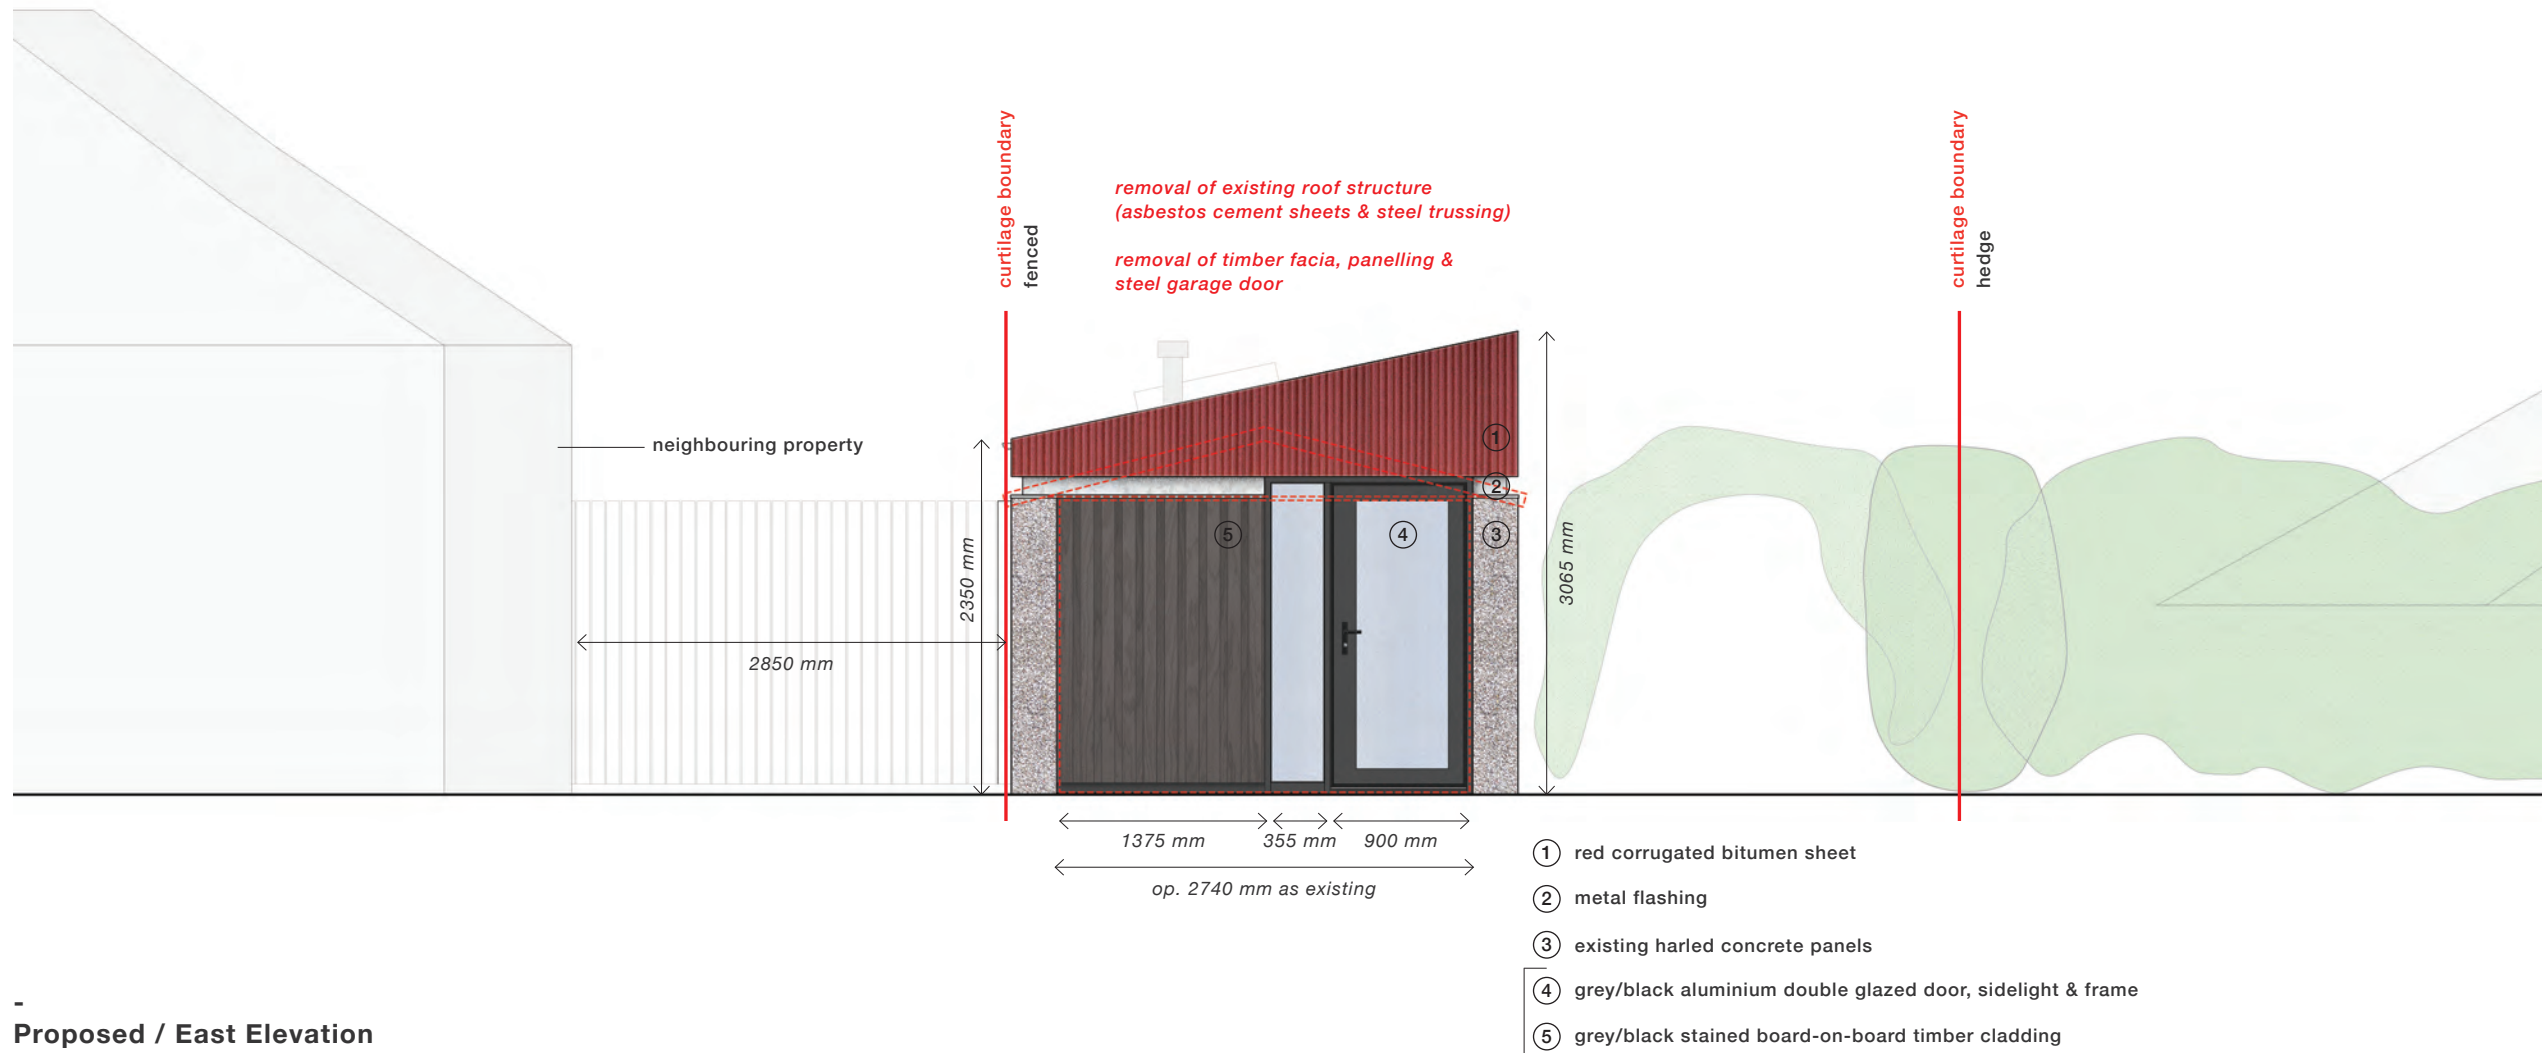 curtilage boundary
fenced
removal of existing roof structure
(asbestos cement sheets & steel trussing)
removal of timber facia, panelling &
steel garage door
curtilage boundary
hedge
neighbouring property
1
2
3
4
5
2350 mm
3065 mm
2850 mm
1375 mm
355 mm
900 mm
op. 2740 mm as existing
1 red corrugated bitumen sheet
2 metal flashing
3 existing harled concrete panels
4 grey/black aluminium double glazed door, sidelight & frame
5 grey/black stained board-on-board timber cladding
-
Proposed / East Elevation